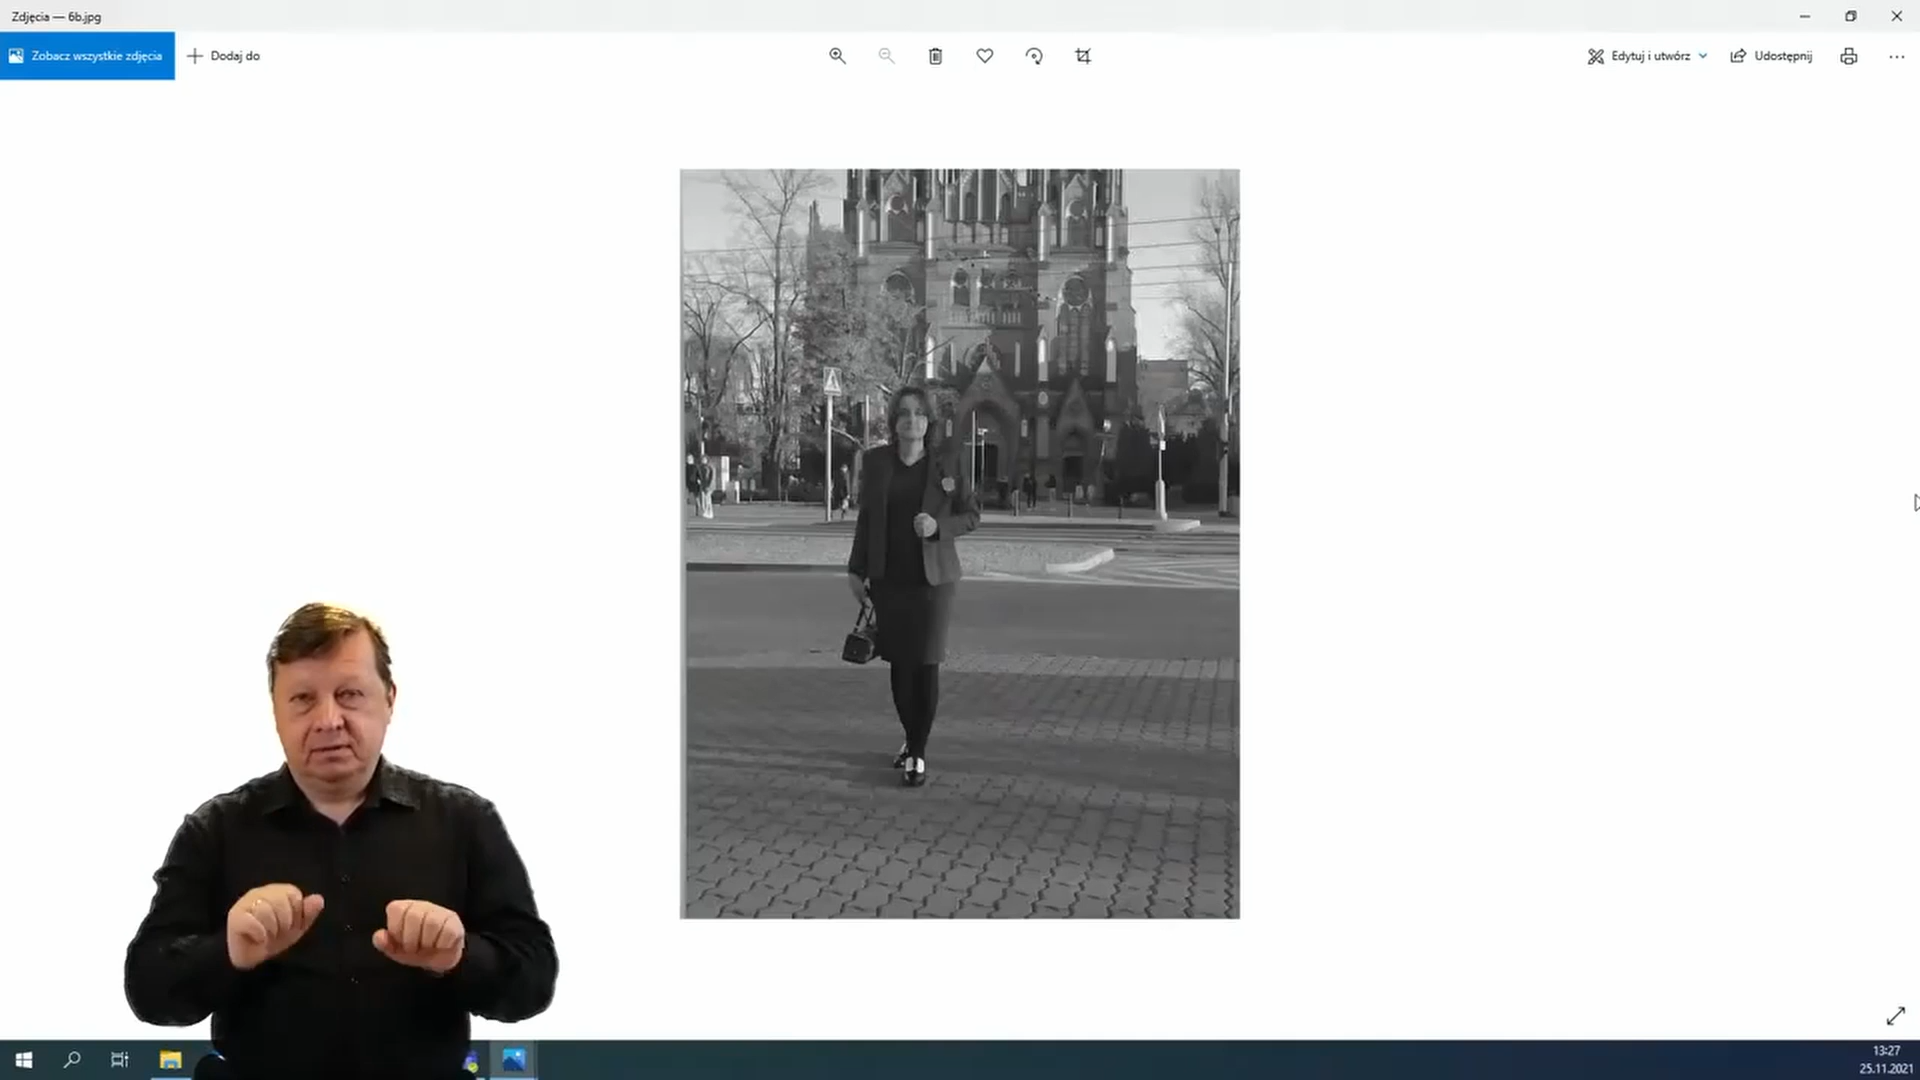 Zdjęcia — 6b.jpg
Zobacz wszystkie zdjęcia
Dodaj do
Edytuj i utwórz
Udostępnij
13:27
25.11.2021